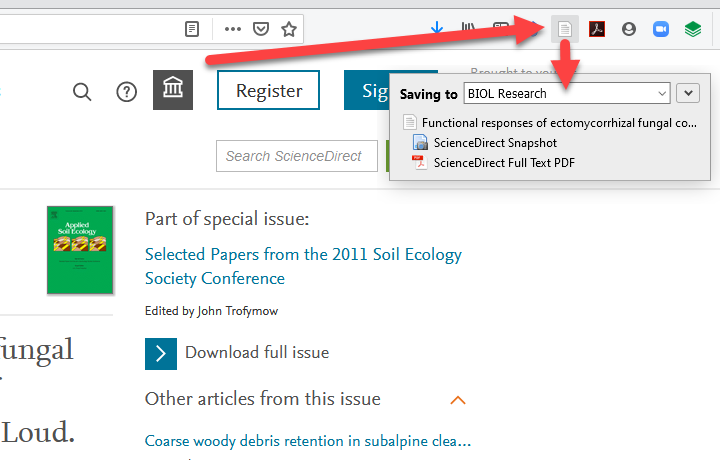 Brought to you
Register
Sig
Saving to BIOL Research
Functional responses of ectomycorrhizal fungal co...
ScienceDirect Snapshot
ScienceDirect Full Text PDF
Search ScienceDirect
Applied
Soil Ecology
Part of special issue:
Selected Papers from the 2011 Soil Ecology
Society Conference
Edited by John Trofymow
Download full issue
fungal
Other articles from this issue
Loud.
Coarse woody debris retention in subalpine clea...